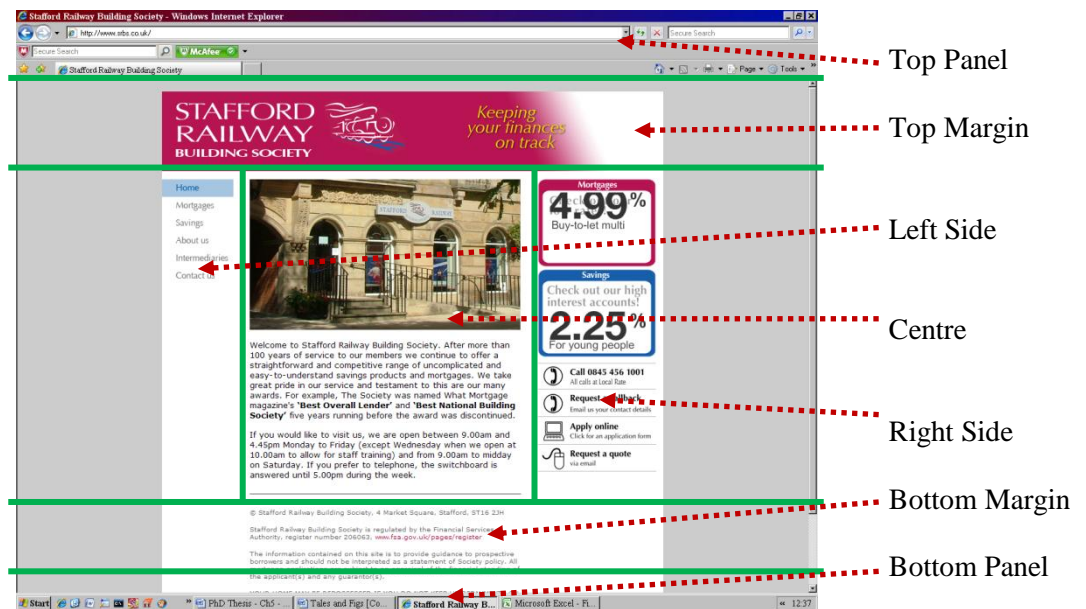 Stafford Railway Building Society - Windows Internet Explorer
http://www.srbs.co.uk/
Secure Search
Secure Search
McAfee
Stafford Railway Building Society
Page
Tools
Top Panel
STAFFORD
RAILWAY
BUILDING SOCIETY
Keeping
your finances
on track
Top Margin
Home
Mortgages
Savings
About us
Intermediaries
Contact us
Left Side
STAFFORD RAILWAY
Welcome to Stafford Railway Building Society. After more than
100 years of service to our members we continue to offer a
straightforward and competitive range of uncomplicated and
easy-to-understand savings products and mortgages. We take
great pride in our service and testament to this are our many
awards. For example, The Society was named What Mortgage
magazine's 'Best Overall Lender' and 'Best National Building
Society' five years running before the award was discontinued.
If you would like to visit us, we are open between 9.00am and
4.45pm Monday to Friday (except Wednesday when we open at
10.00am to allow for staff training) and from 9.00am to midday
on Saturday. If you prefer to telephone, the switchboard is
answered until 5.00pm during the week.
Centre
Mortgages
4.99%
Buy-to-let multi
Savings
Check out our high
interest accounts!
2.25%
For young people
Call 0845 456 1001
All calls at Local Rate
Request a callback
Email us your contact details
Apply online
Click for an application form
Request a quote
via email
Right Side
© Stafford Railway Building Society, 4 Market Square, Stafford, ST16 2JH
Stafford Railway Building Society is regulated by the Financial Services
Authority, register number 206063, www.fsa.gov.uk/pages/register
The information contained on this site is to provide guidance to prospective
borrowers and should not be interpreted as a statement of Society policy. All
the applicant(s) and any guarantor(s).
Bottom Margin
Bottom Panel
Start
PhD Thesis - Ch5 - ...
Tales and Figs [Co...
Stafford Railway B...
Microsoft Excel - Fi...
12:37